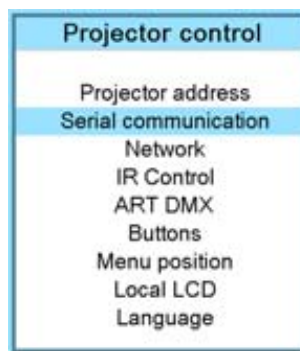 Projector control
Projector address
Serial communication
Network
IR Control
ART DMX
Buttons
Menu position
Local LCD
Language